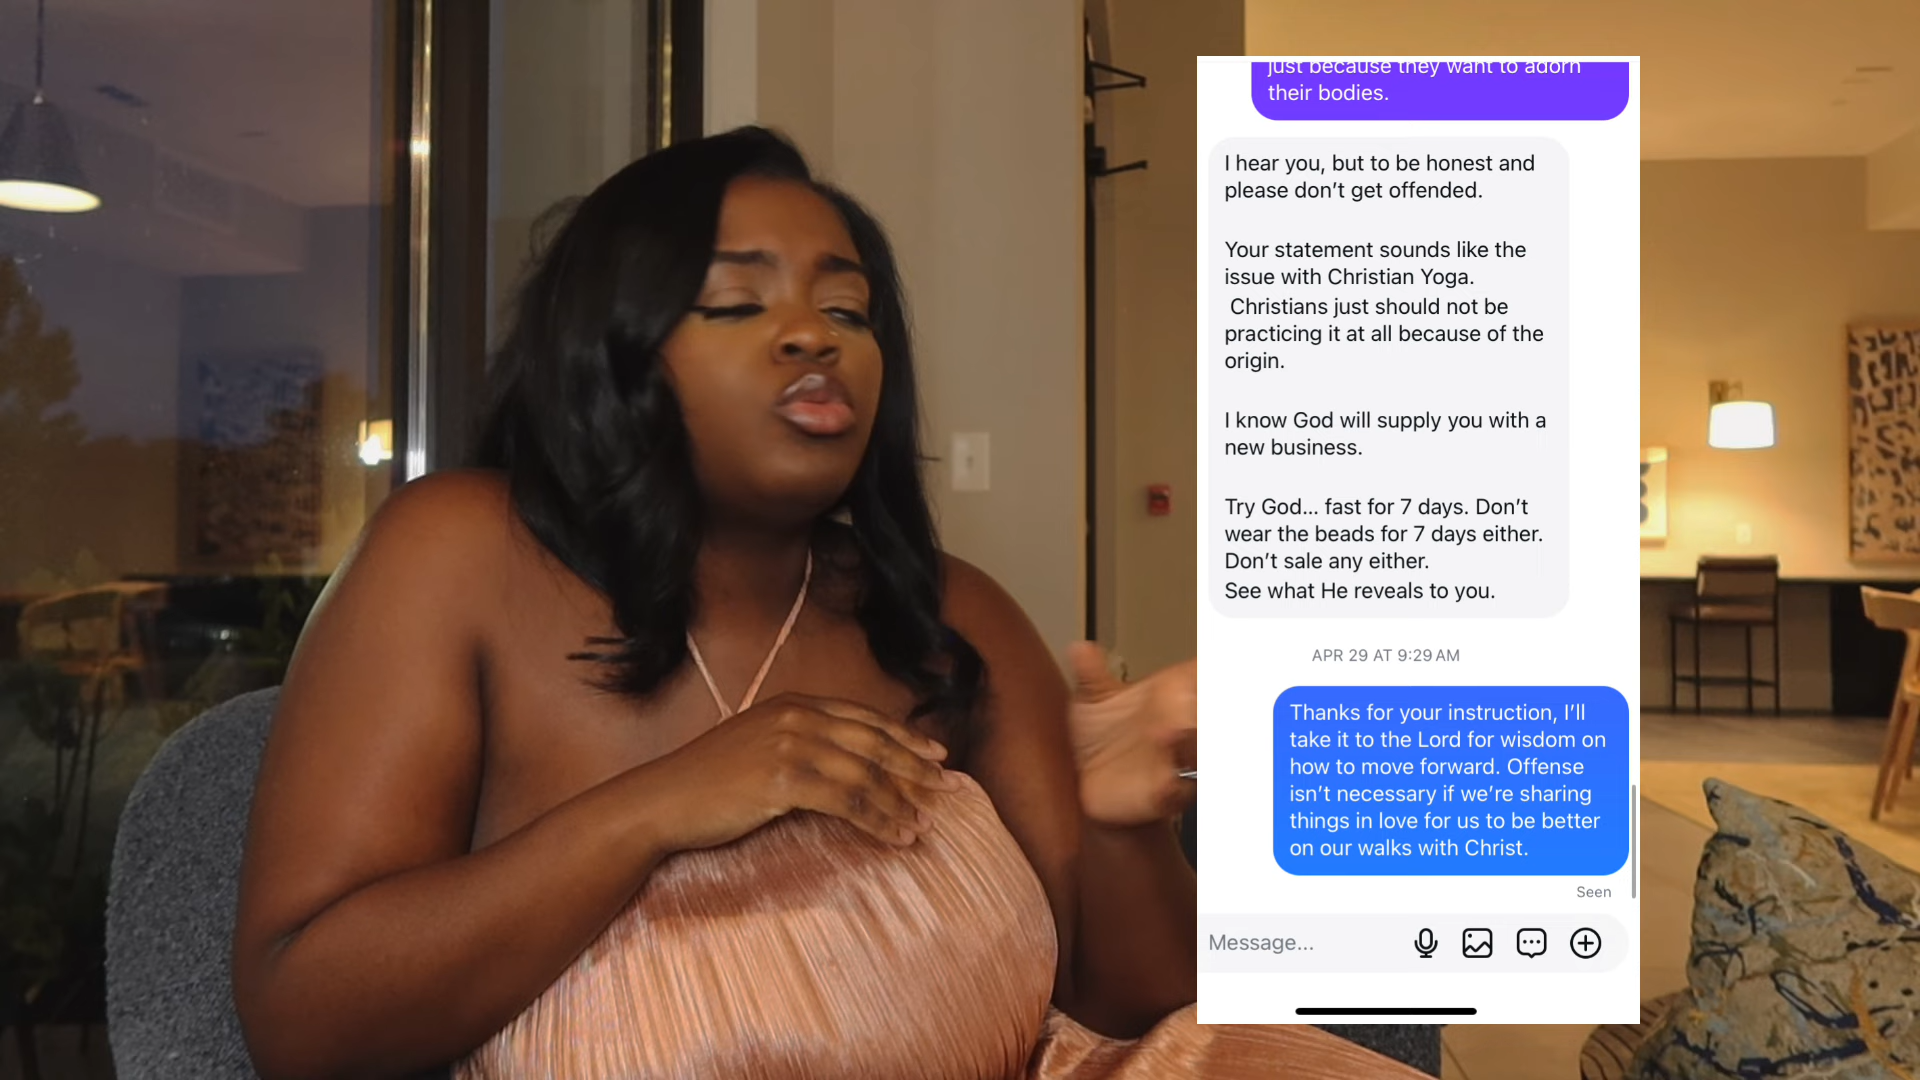 just because they want to adorn
their bodies.
I hear you, but to be honest and
please don’t get offended.
Your statement sounds like the
issue with Christian Yoga.
Christians just should not be
practicing it at all because of the
origin.
I know God will supply you with a
new business.
Try God... fast for 7 days. Don’t
wear the beads for 7 days either.
Don’t sale any either.
See what He reveals to you.
APR 29 AT 9:29 AM
Thanks for your instruction, I’ll
take it to the Lord for wisdom on
how to move forward. Offense
isn’t necessary if we’re sharing
things in love for us to be better
on our walks with Christ.
Seen
Message...